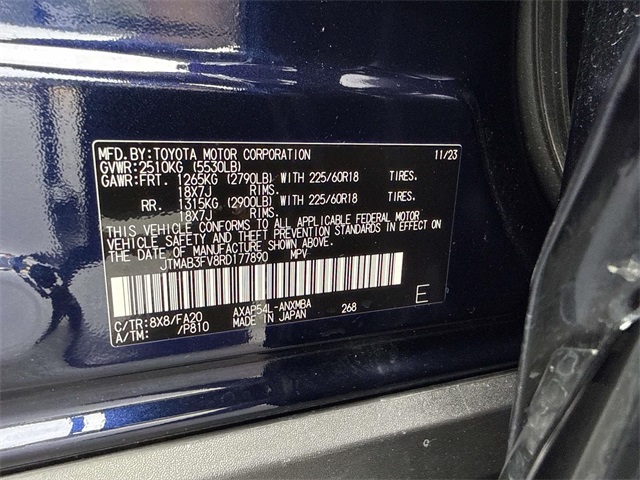 MFD. BY: TOYOTA MOTOR CORPORATION 11/23
GVWR: 2510KG (5530LB)
GAWR: FRT. 1265KG (2790LB) WITH 225/60R18 TIRES.
18X7J RIMS.
RR. 1315KG (2900LB) WITH 225/60R18 TIRES.
18X7J RIMS.
THIS VEHICLE CONFORMS TO ALL APPLICABLE FEDERAL MOTOR
VEHICLE SAFETY AND THEFT PREVENTION STANDARDS IN EFFECT ON
THE DATE OF MANUFACTURE SHOWN ABOVE.
JTMAB3FV8RD177890 MPV
C/TR: 8X8/FA20 AXAP54L-ANXMBA 268 E
A/TM: /P810 MADE IN JAPAN